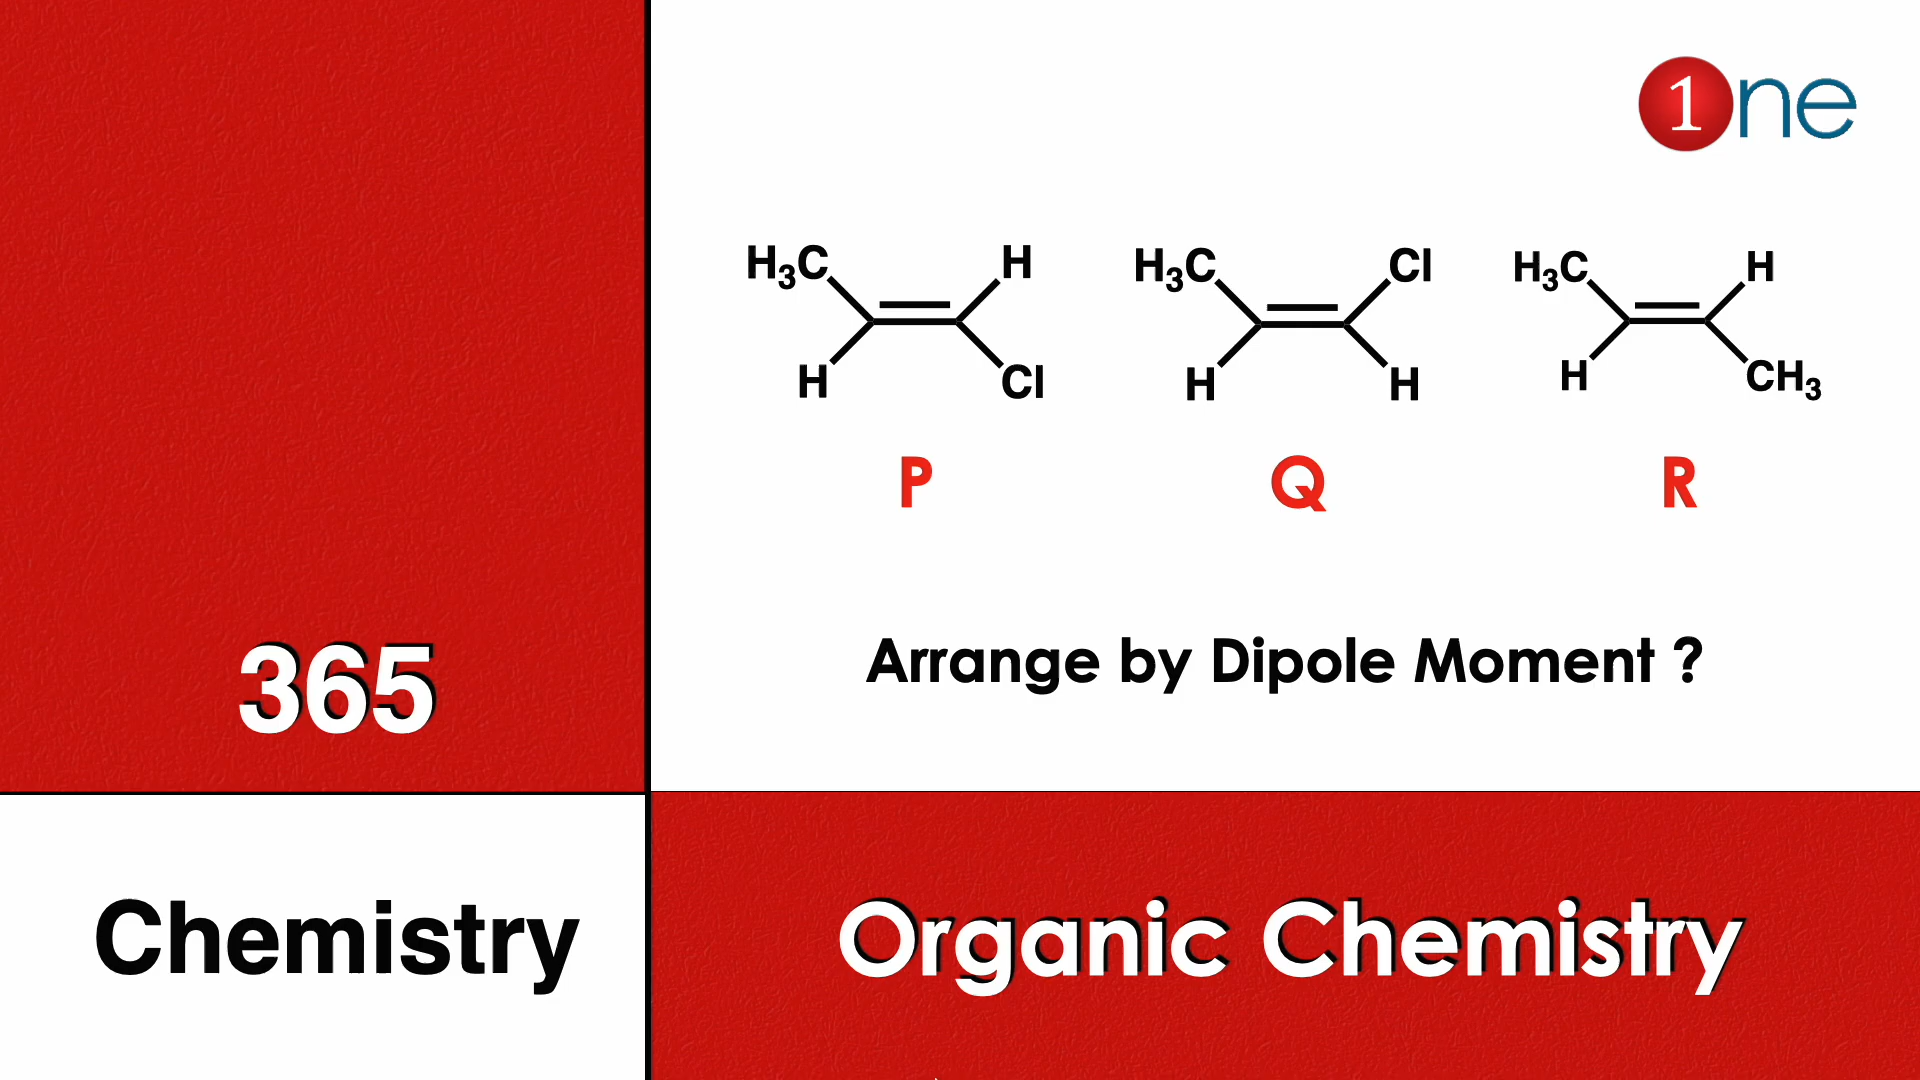 1ne
H₃C H H₃C Cl H₃C H
H Cl H H H CH₃
P Q R
365
Arrange by Dipole Moment ?
Chemistry
Organic Chemistry